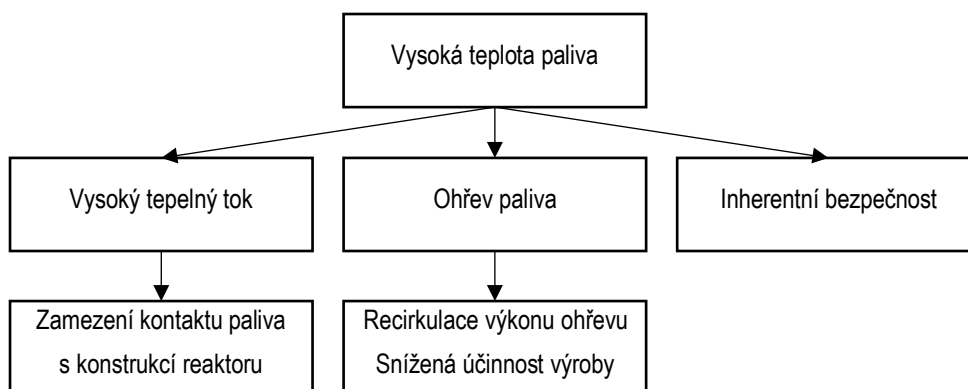 Vysoká teplota paliva
Vysoký tepelný tok
Ohřev paliva
Inherentní bezpečnost
Zamezení kontaktu paliva
s konstrukcí reaktoru
Recirkulace výkonu ohřevu
Snížená účinnost výroby